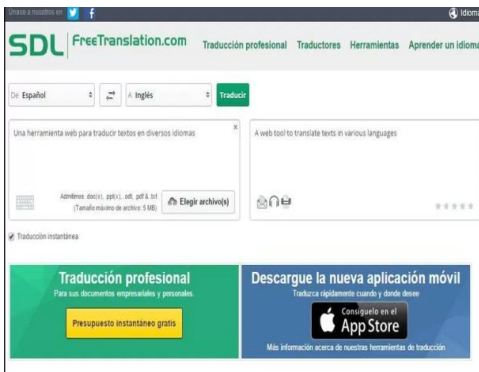 Únase a nosotros en
Idioma
SDL FreeTranslation.com
Traducción profesional Traductores Herramientas Aprender un idioma
De Español
A Inglés
Traducir
Una herramienta web para traducir textos en diversos idiomas
x
A web tool to translate texts in various languages
Admitimos .doc(x), .ppt(x), .odt, .pdf & .txt
(Tamaño máximo de archivo: 5 MB)
Elegir archivo(s)
Traducción instantánea
Traducción profesional
Para sus documentos empresariales y personales.
Presupuesto instantáneo gratis
Descargue la nueva aplicación móvil
Traduzca rápidamente cuando y donde desee
Consíguelo en el
App Store
Más información acerca de nuestras herramientas de traducción